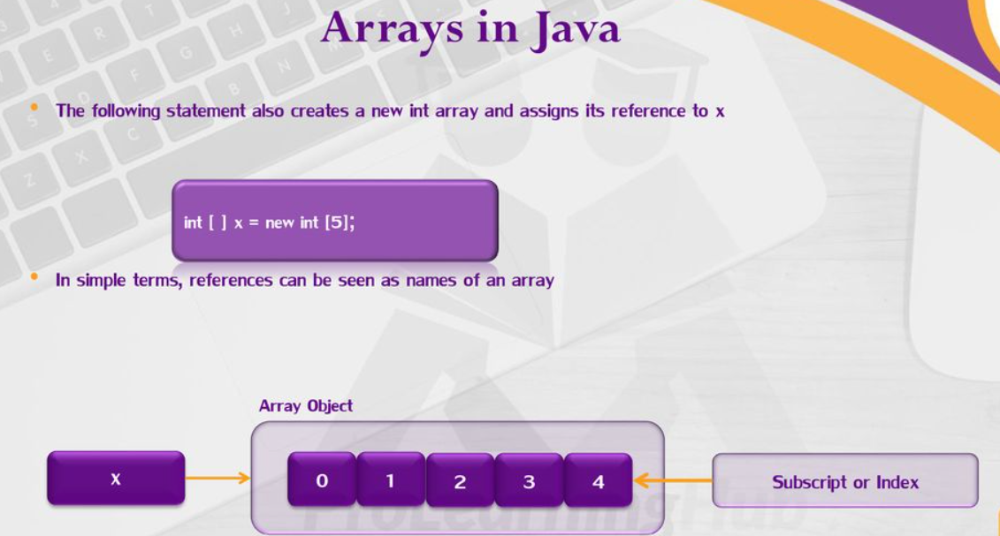 Arrays in Java
• The following statement also creates a new int array and assigns its reference to x
int [ ] x = new int [5];
• In simple terms, references can be seen as names of an array
Array Object
x
0 1 2 3 4
Subscript or Index